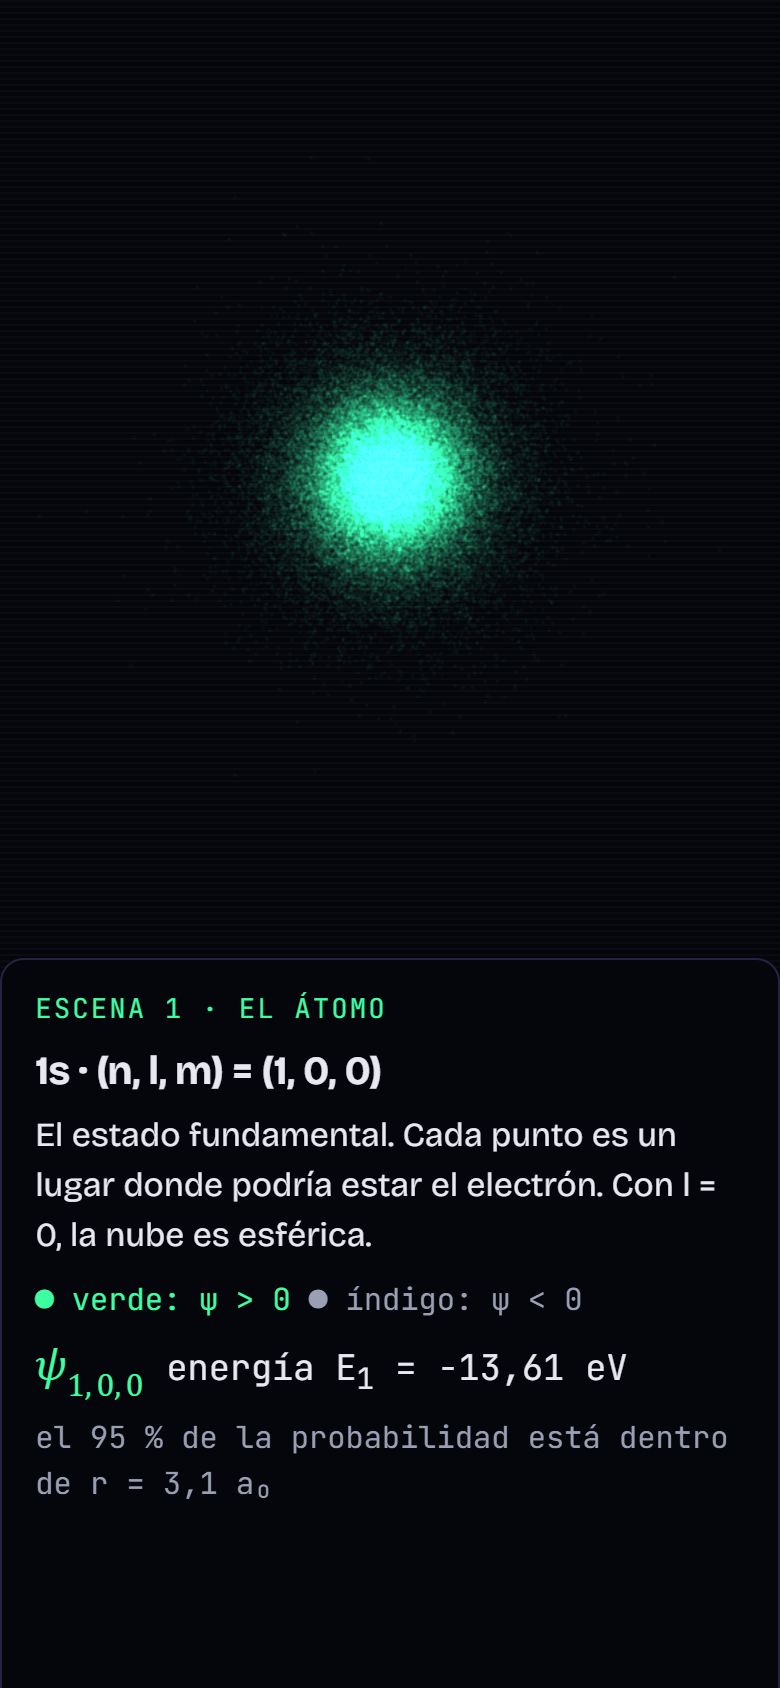 ESCENA 1 · EL ÁTOMO
1s · (n, l, m) = (1, 0, 0)
El estado fundamental. Cada punto es un
lugar donde podría estar el electrón. Con l =
0, la nube es esférica.
verde: ψ > 0 índigo: ψ < 0
ψ₁,₀,₀ energía E₁ = -13,61 eV
el 95 % de la probabilidad está dentro
de r = 3,1 a₀